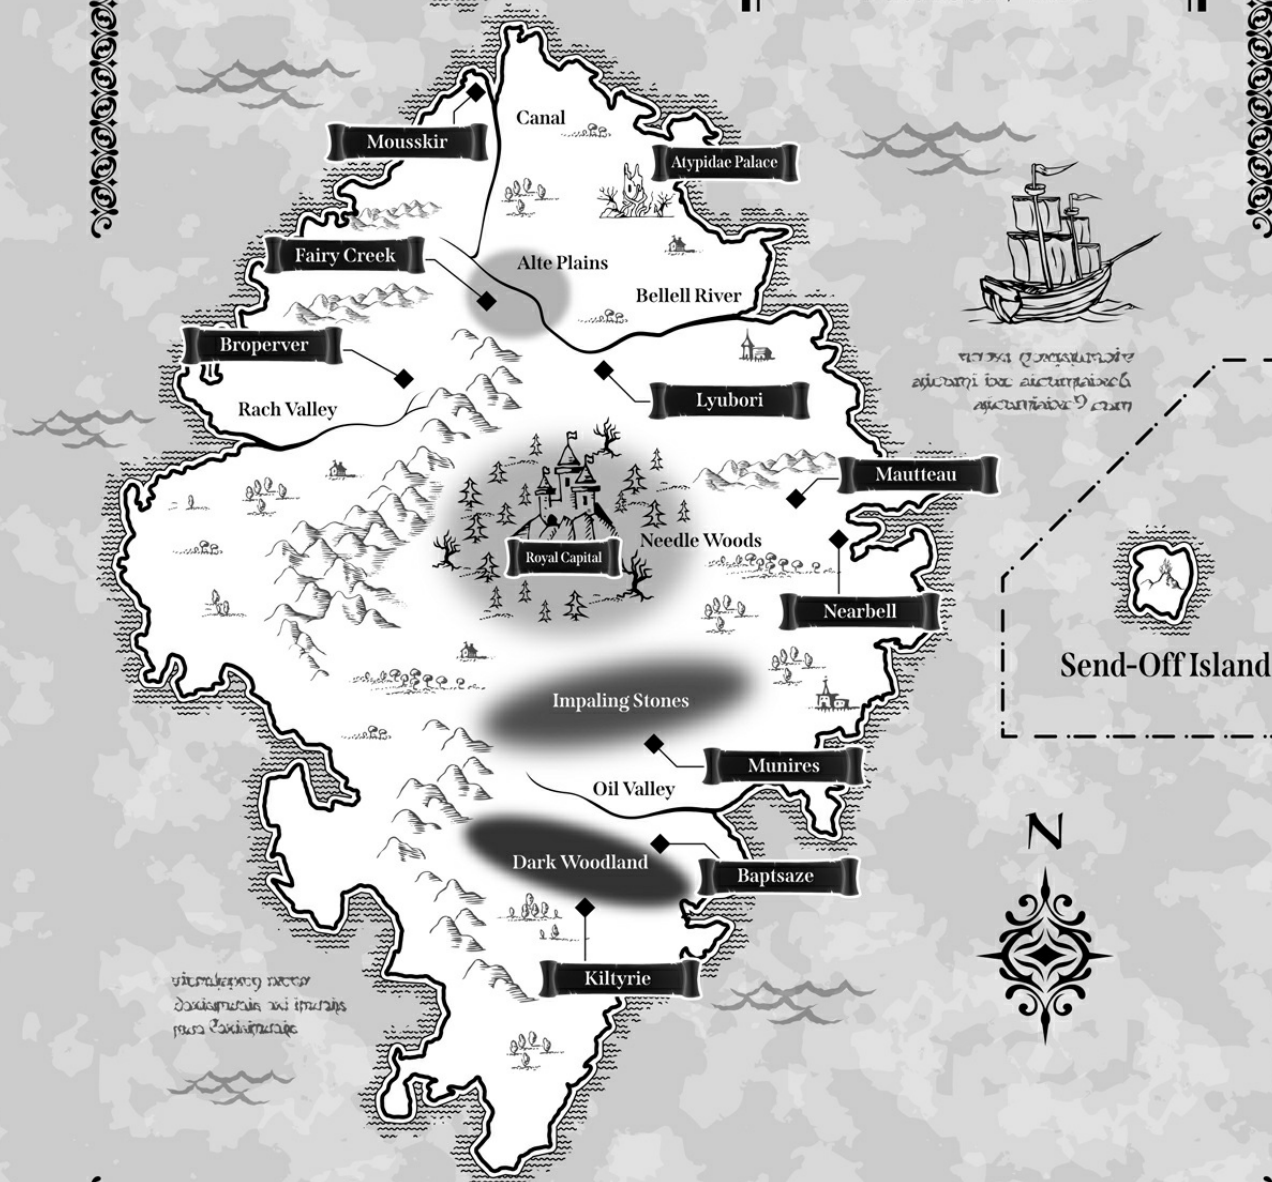 Canal
Mousskir
Atypidae Palace
Fairy Creek
Alte Plains
Bellell River
Broperver
Lyubori
Rach Valley
Mautteau
Needle Woods
Royal Capital
Nearbell
Send-Off Island
Impaling Stones
Munires
Oil Valley
Dark Woodland
Baptsaze
N
Kiltyrie